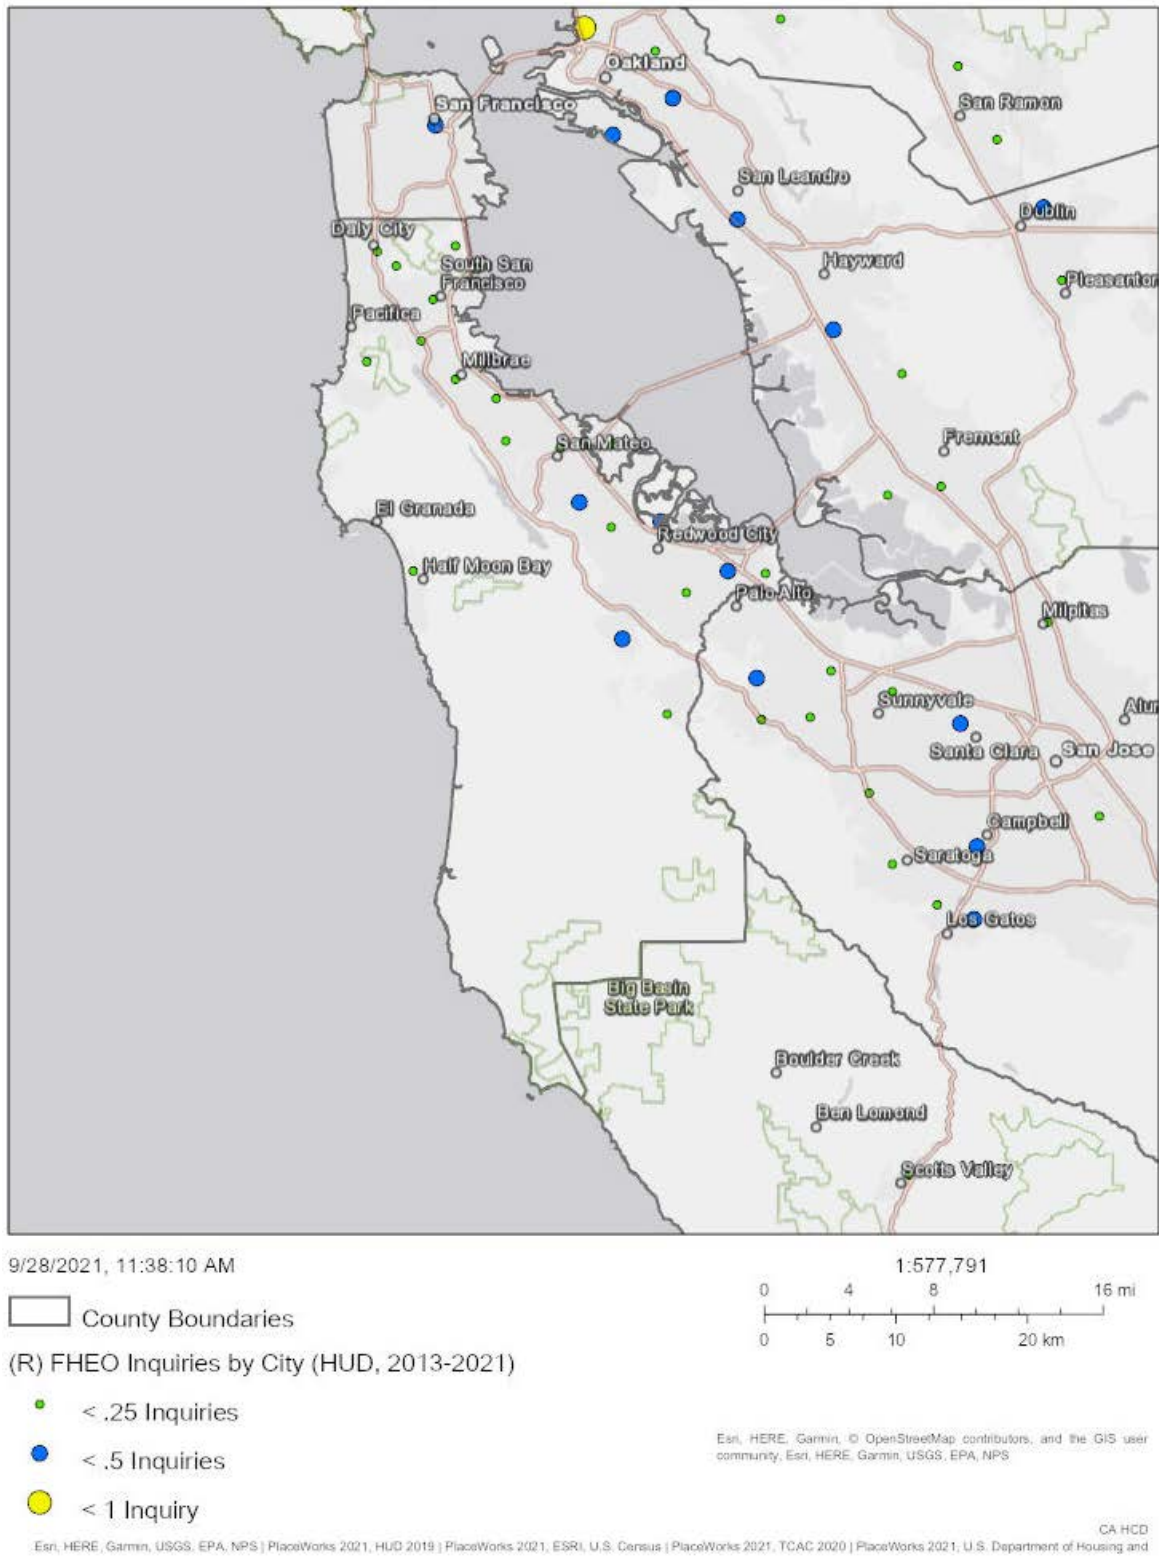 Oakland
San Ramon
San Francisco
San Leandro
Dublin
Daly City
South San
Francisco
Hayward
Pleasanton
Pacifica
Millbrae
Fremont
San Mateo
El Granada
Redwood City
Half Moon Bay
Palo Alto
Milpitas
Sunnyvale
Alur
Santa Clara
San Jose
Campbell
Saratoga
Los Gatos
Big Basin
State Park
Boulder Creek
Ben Lomond
Scotts Valley
9/28/2021, 11:38:10 AM
1:577,791
0 4 8 16 mi
0 5 10 20 km
County Boundaries
(R) FHEO Inquiries by City (HUD, 2013-2021)
< .25 Inquiries
< .5 Inquiries
< 1 Inquiry
Esri, HERE, Garmin, © OpenStreetMap contributors, and the GIS user
community, Esri, HERE, Garmin, USGS, EPA, NPS
CA HCD
Esri, HERE, Garmin, USGS, EPA, NPS | PlaceWorks 2021, HUD 2019 | PlaceWorks 2021, ESRI, U.S. Census | PlaceWorks 2021, TCAC 2020 | PlaceWorks 2021, U.S. Department of Housing and